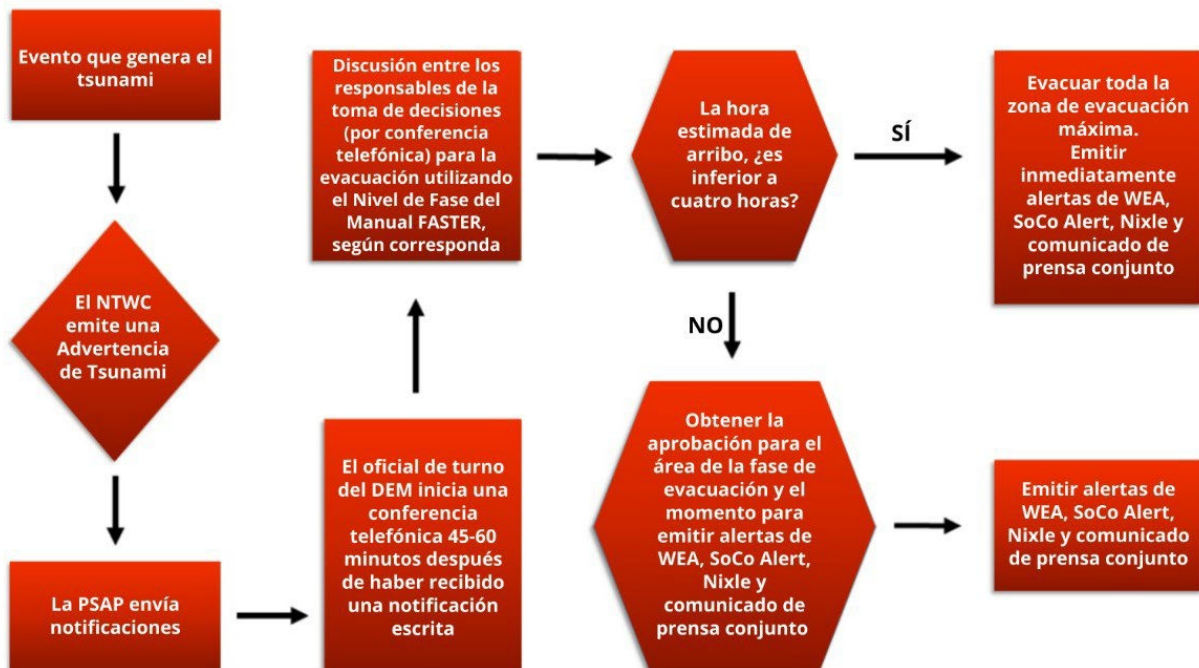 Evento que genera el
tsunami
El NTWC
emite una
Advertencia
de Tsunami
La PSAP envía
notificaciones
El oficial de turno
del DEM inicia una
conferencia
telefónica 45-60
minutos después
de haber recibido
una notificación
escrita
Discusión entre los
responsables de la
toma de decisiones
(por conferencia
telefónica) para la
evacuación utilizando
el Nivel de Fase del
Manual FASTER,
según corresponda
La hora
estimada de
arribo, ¿es
inferior a
cuatro horas?
SÍ
Evacuar toda la
zona de evacuación
máxima.
Emitir
inmediatamente
alertas de WEA,
SoCo Alert, Nixle y
comunicado de
prensa conjunto
NO
Obtener la
aprobación para el
área de la fase de
evacuación y el
momento para
emitir alertas de
WEA, SoCo Alert,
Nixle y
comunicado de
prensa conjunto
Emitir alertas de
WEA, SoCo Alert,
Nixle y comunicado
de prensa conjunto